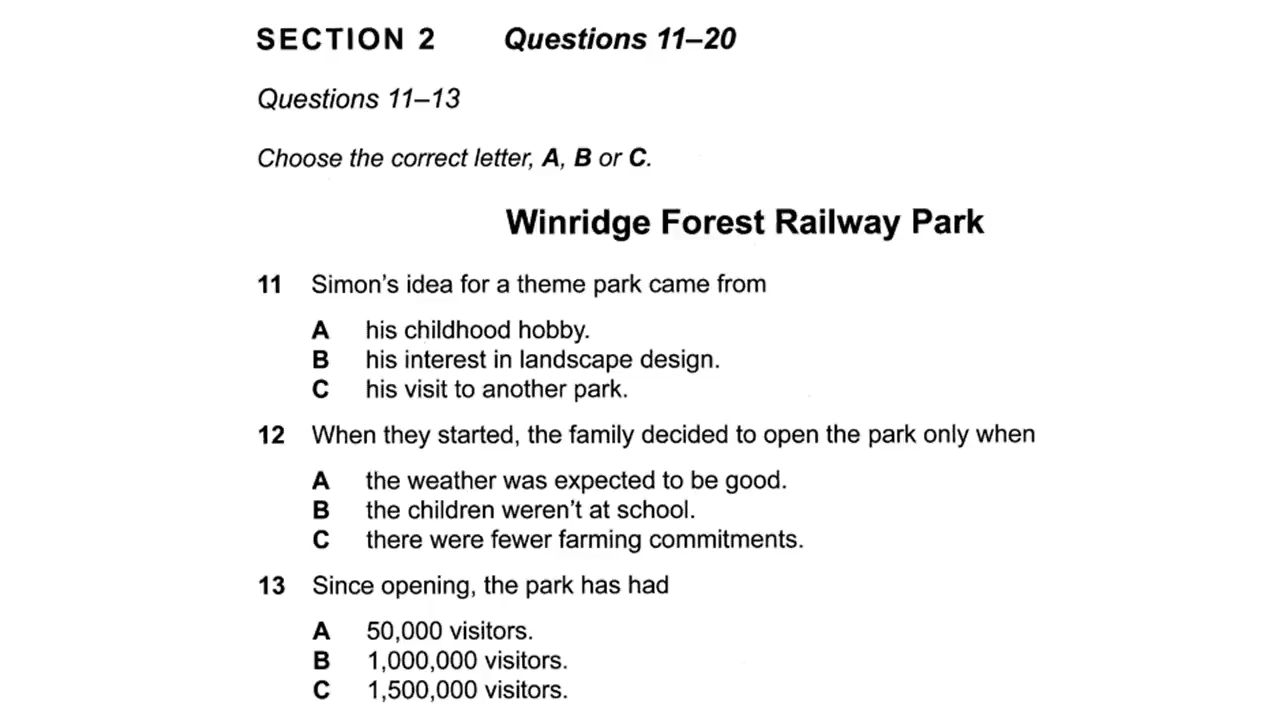 SECTION 2 Questions 11–20
Questions 11–13
Choose the correct letter, A, B or C.
Winridge Forest Railway Park
11 Simon's idea for a theme park came from
A his childhood hobby.
B his interest in landscape design.
C his visit to another park.
12 When they started, the family decided to open the park only when
A the weather was expected to be good.
B the children weren't at school.
C there were fewer farming commitments.
13 Since opening, the park has had
A 50,000 visitors.
B 1,000,000 visitors.
C 1,500,000 visitors.